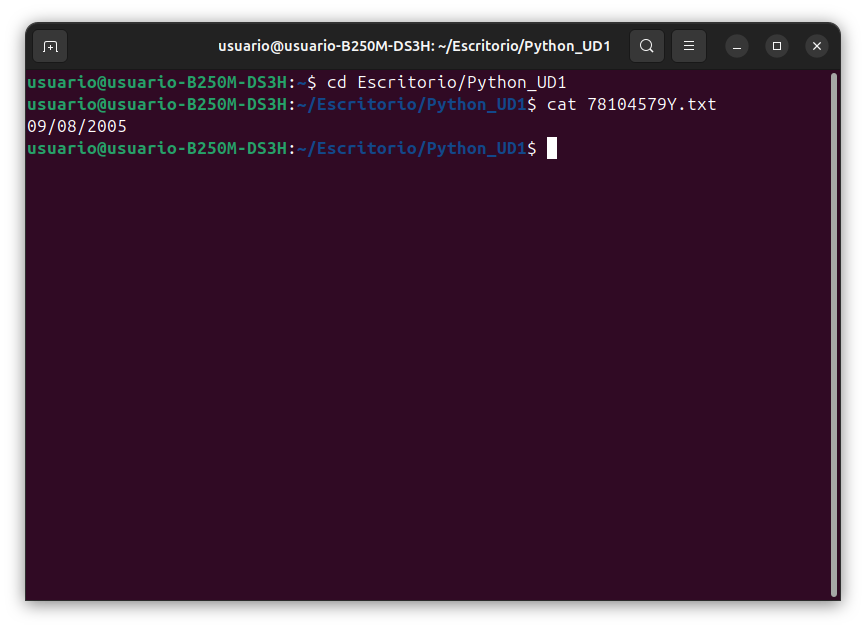 usuario@usuario-B250M-DS3H: ~/Escritorio/Python_UD1
usuario@usuario-B250M-DS3H:~$ cd Escritorio/Python_UD1
usuario@usuario-B250M-DS3H:~/Escritorio/Python_UD1$ cat 78104579Y.txt
09/08/2005
usuario@usuario-B250M-DS3H:~/Escritorio/Python_UD1$